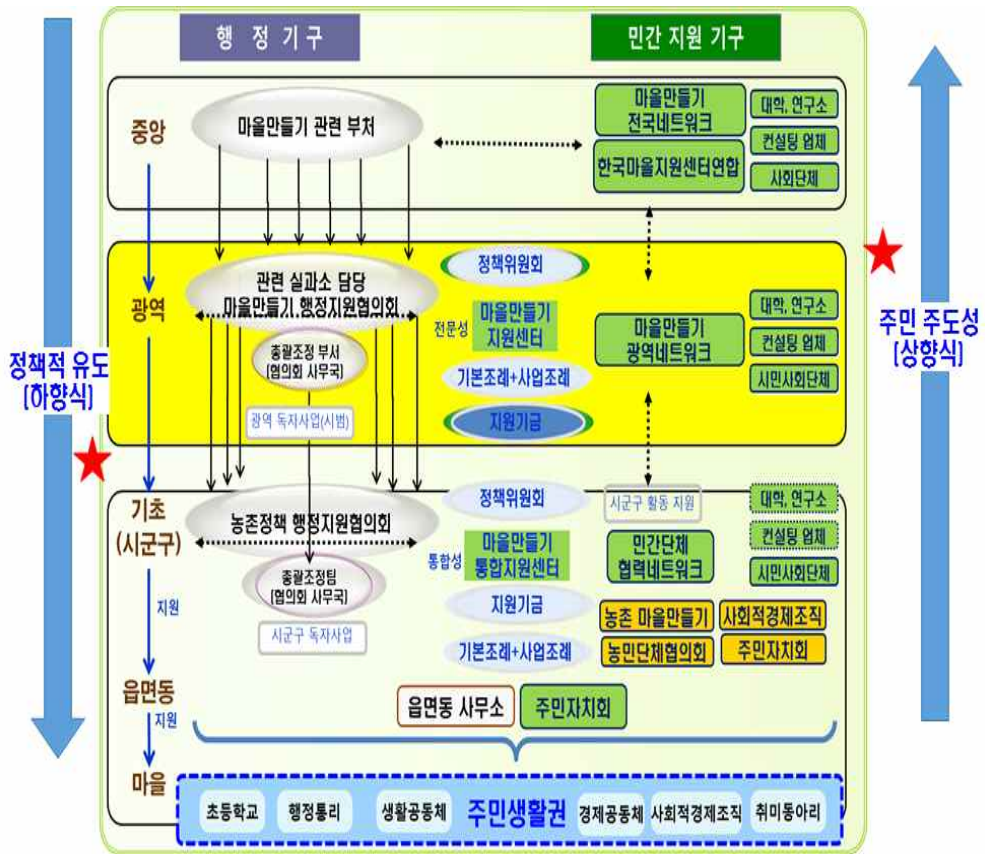 행 정 기 구
민간 지원 기구
정책적 유도
(하향식)
주민 주도성
(상향식)
중앙
마을만들기 관련 부처
마을만들기
전국네트워크
한국마을지원센터연합
대학, 연구소
컨설팅 업체
사회단체
광역
관련 실과소 담당
마을만들기 행정지원협의회
총괄조정 부서
(협의회 사무국)
광역 독자사업(시범)
정책위원회
전문성
마을만들기
지원센터
기본조례+사업조례
지원기금
마을만들기
광역네트워크
대학, 연구소
컨설팅 업체
시민사회단체
기초
(시군구)
농촌정책 행정지원협의회
총괄조정팀
(협의회 사무국)
시군구 독자사업
정책위원회
통합성
마을만들기
통합지원센터
지원기금
기본조례+사업조례
시군구 활동 지원
민간단체
협력네트워크
농촌 마을만들기
사회적경제조직
농민단체협의회
주민자치회
대학, 연구소
컨설팅 업체
시민사회단체
지원
읍면동
읍면동 사무소
주민자치회
지원
마을
초등학교
행정통리
생활공동체
주민생활권
경제공동체
사회적경제조직
취미동아리